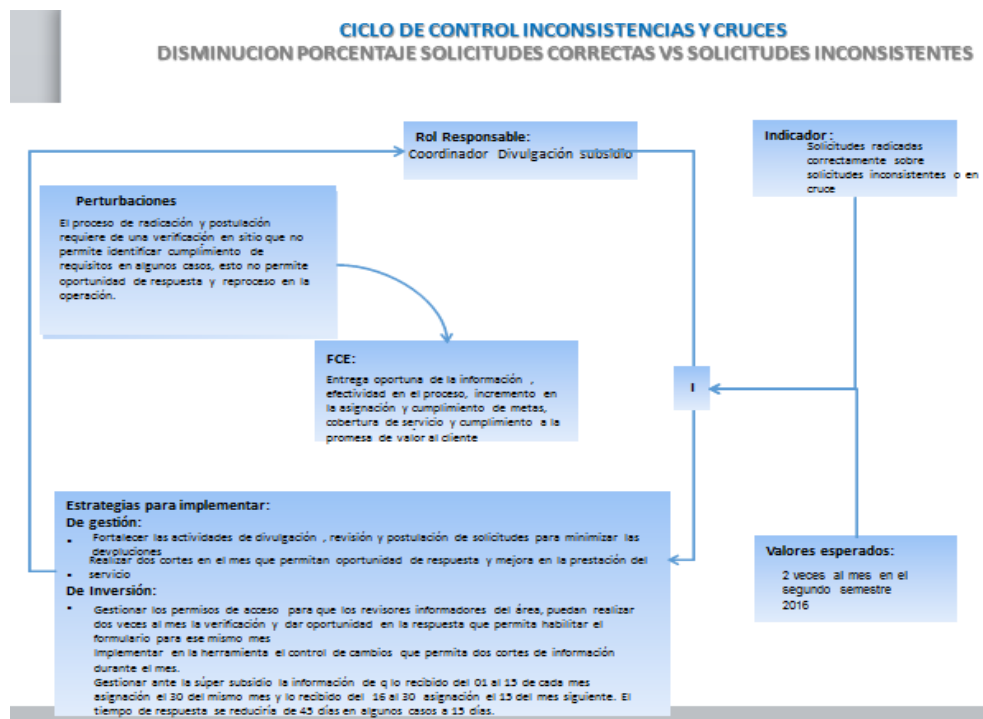 CICLO DE CONTROL INCONSISTENCIAS Y CRUCES
DISMINUCION PORCENTAJE SOLICITUDES CORRECTAS VS SOLICITUDES INCONSISTENTES
Rol Responsable:
Coordinador Divulgación subsidio
Indicador :
Solicitudes radicadas
correctamente sobre
solicitudes inconsistentes o en
cruce
Perturbaciones
El proceso de radicación y postulación
requiere de una verificación en sitio que no
permite identificar cumplimiento de
requisitos en algunos casos, esto no permite
oportunidad de respuesta y reproceso en la
operación.
FCE:
Entrega oportuna de la información ,
efectividad en el proceso, incremento en
la asignación y cumplimiento de metas,
cobertura de servicio y cumplimiento a la
promesa de valor al cliente
I
Estrategias para implementar:
De gestión:
• Fortalecer las actividades de divulgación , revisión y postulación de solicitudes para minimizar las
devoluciones
Realizar dos cortes en el mes que permitan oportunidad de respuesta y mejora en la prestación del
• servicio
De Inversión:
• Gestionar los permisos de acceso para que los revisores informadores del área, puedan realizar
dos veces al mes la verificación y dar oportunidad en la respuesta que permita habilitar el
formulario para ese mismo mes
Implementar en la herramienta el control de cambios que permita dos cortes de información
durante el mes.
Gestionar ante la súper subsidio la información de q lo recibido del 01 al 15 de cada mes
asignación el 30 del mismo mes y lo recibido del 16 al 30 asignación el 15 del mes siguiente. El
tiempo de respuesta se reduciría de 45 días en algunos casos a 15 días.
Valores esperados:
2 veces al mes en el
segundo semestre
2016